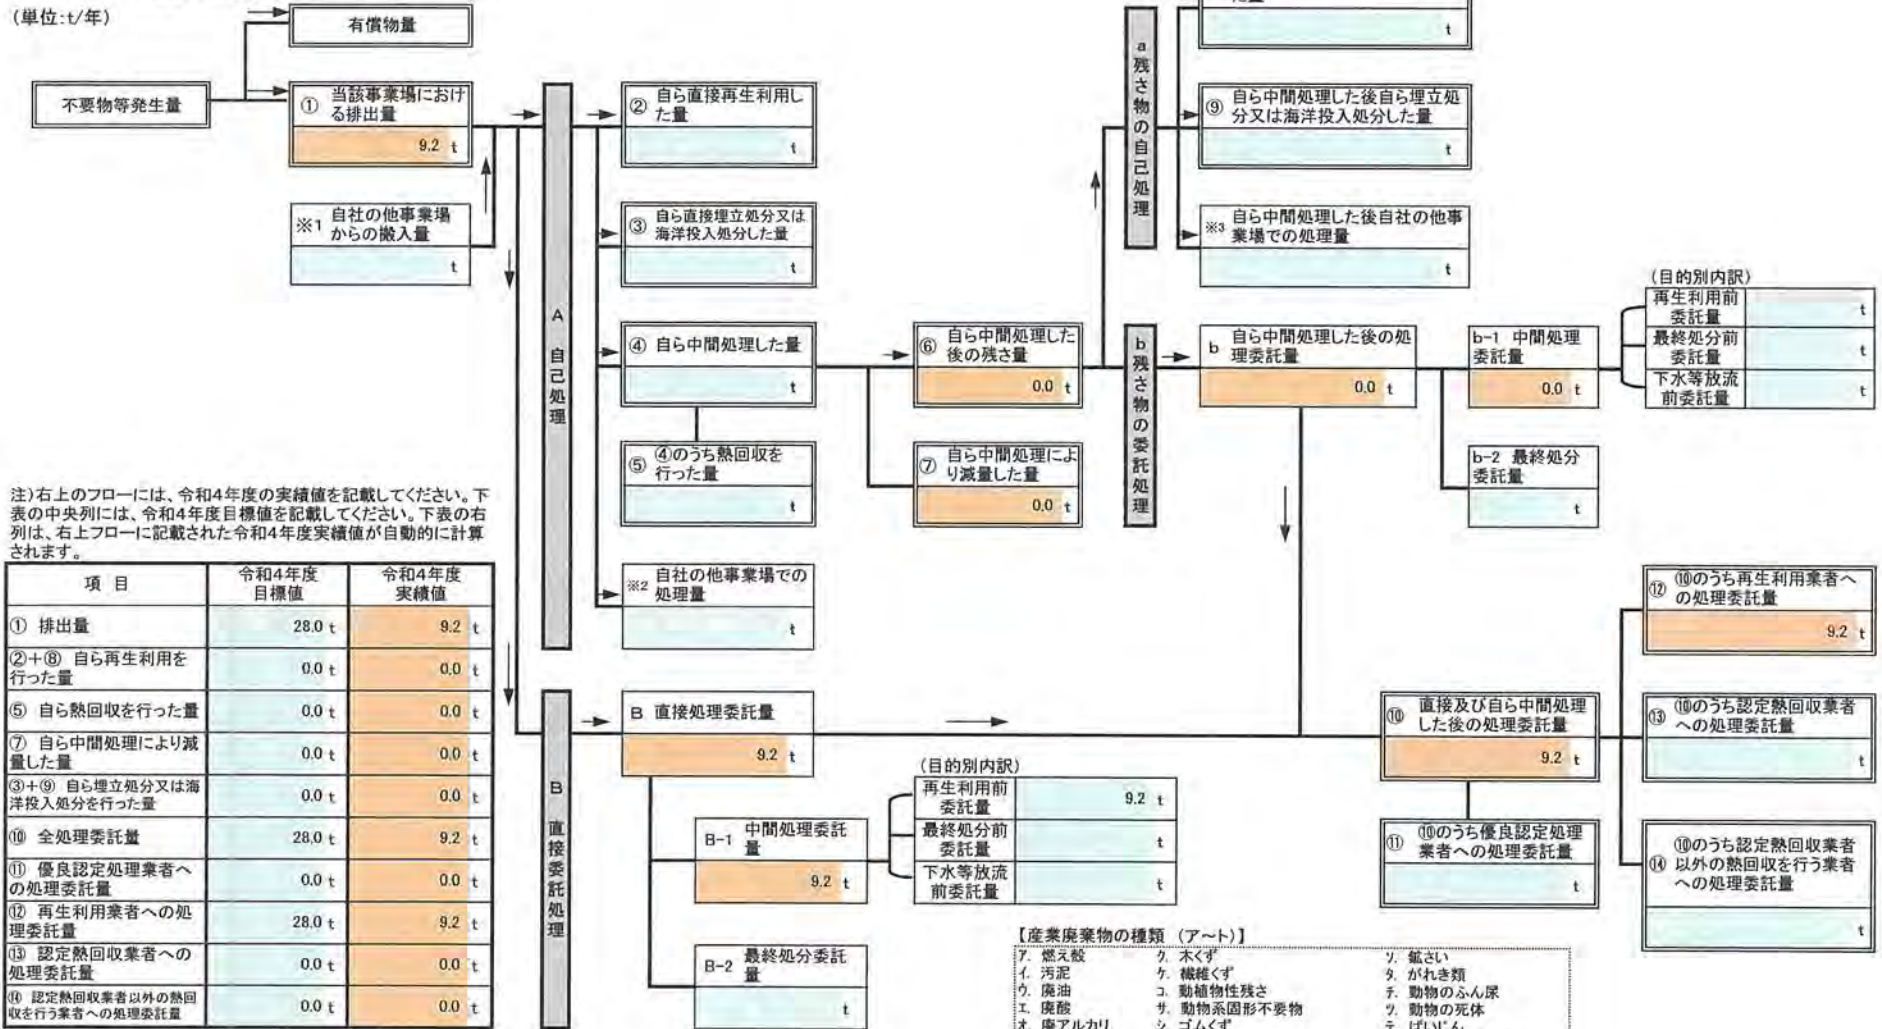 (単位:t/年)
有償物量
不要物等発生量
① 当該事業場におけ
る排出量
9.2 t
※1 自社の他事業場
からの搬入量
t
A 自己処理
② 自ら直接再生利用し
た量
t
③ 自ら直接埋立処分又は
海洋投入処分した量
t
④ 自ら中間処理した量
t
⑤ ④のうち熱回収を
行った量
t
※2 自社の他事業場での
処理量
t
⑥ 自ら中間処理した
後の残さ量
0.0 t
⑦ 自ら中間処理によ
り減量した量
0.0 t
a 残さ物の自己処理
t
⑨ 自ら中間処理した後自ら埋立処
分又は海洋投入処分した量
t
※3 自ら中間処理した後自社の他事
業場での処理量
t
b 残さ物の委託処理
b 自ら中間処理した後の処
理委託量
0.0 t
b-1 中間処理
委託量
0.0 t
(目的別内訳)
再生利用前
委託量 t
最終処分前
委託量 t
下水等放流
前委託量 t
b-2 最終処分
委託量
t
注)右上のフローには、令和4年度の実績値を記載してください。下
表の中央列には、令和4年度目標値を記載してください。下表の右
列は、右上フローに記載された令和4年度実績値が自動的に計算
されます。
項 目 令和4年度 目標値 令和4年度 実績値
① 排出量 28.0 t 9.2 t
②+⑧ 自ら再生利用を
行った量 0.0 t 0.0 t
⑤ 自ら熱回収を行った量 0.0 t 0.0 t
⑦ 自ら中間処理により減
量した量 0.0 t 0.0 t
③+⑨ 自ら埋立処分又は海
洋投入処分を行った量 0.0 t 0.0 t
⑩ 全処理委託量 28.0 t 9.2 t
⑪ 優良認定処理業者へ
の処理委託量 0.0 t 0.0 t
⑫ 再生利用業者への処
理委託量 28.0 t 9.2 t
⑬ 認定熱回収業者への
処理委託量 0.0 t 0.0 t
⑭ 認定熱回収業者以外の熱回
収を行う業者への処理委託量 0.0 t 0.0 t
B 直接委託処理
B 直接処理委託量
9.2 t
B-1 中間処理委託
量
9.2 t
(目的別内訳)
再生利用前
委託量 9.2 t
最終処分前
委託量 t
下水等放流
前委託量 t
B-2 最終処分委託
量
t
⑩ 直接及び自ら中間処理
した後の処理委託量
9.2 t
⑪ ⑩のうち優良認定処理
業者への処理委託量
t
⑫ ⑩のうち再生利用業者へ
の処理委託量
9.2 t
⑬ ⑩のうち認定熱回収業者
への処理委託量
t
⑭ ⑩のうち認定熱回収業者
以外の熱回収を行う業者
への処理委託量
t
【産業廃棄物の種類 (ア~ト)】
ア. 燃え殻 ク. 木くず ソ. 鉱さい
イ. 汚泥 ケ. 繊維くず タ. がれき類
ウ. 廃油 コ. 動植物性残さ チ. 動物のふん尿
エ. 廃酸 サ. 動物系固形不要物 ツ. 動物の死体
オ. 廃アルカリ シ. ゴムくず テ. ばいじん